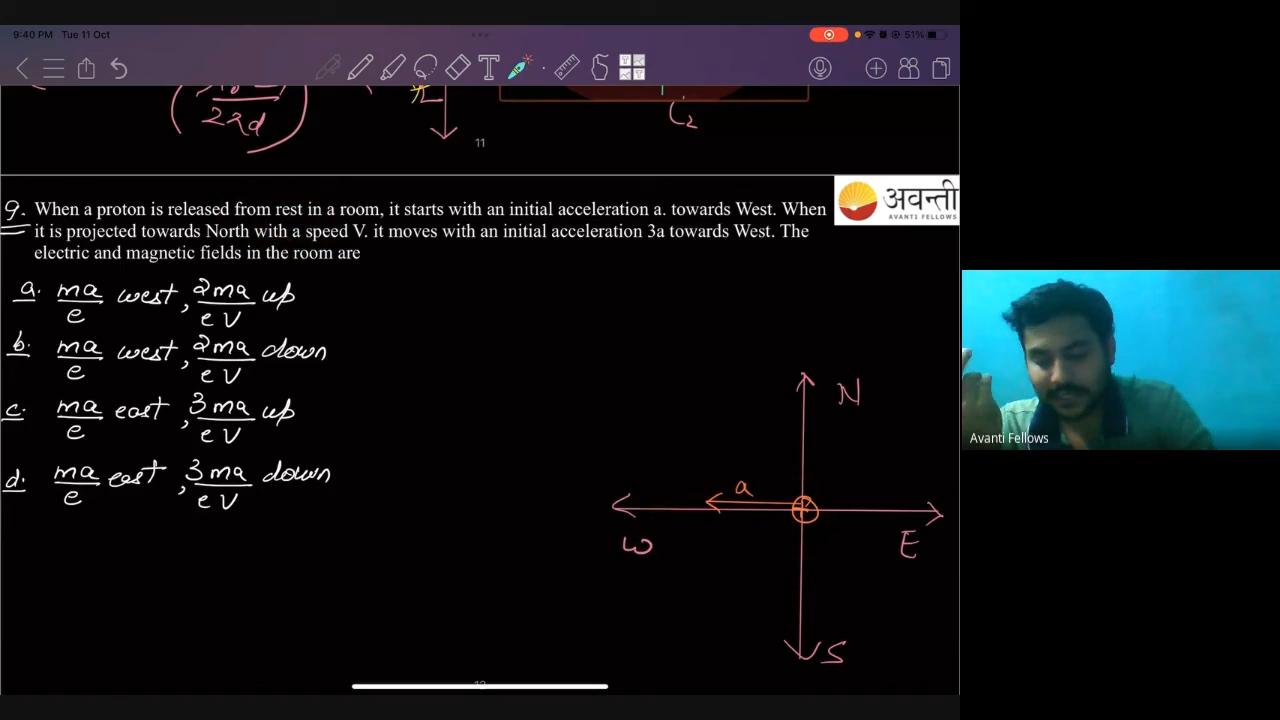 9:40 PM Tue 11 Oct
51%
22d
C₂
11
अवन्ती
AVANTI FELLOWS
9. When a proton is released from rest in a room, it starts with an initial acceleration a. towards West. When
it is projected towards North with a speed V. it moves with an initial acceleration 3a towards West. The
electric and magnetic fields in the room are
a. ma/e west, 2ma/eV up
b. ma/e west, 2ma/eV down
c. ma/e east, 3ma/eV up
d. ma/e east, 3ma/eV down
N
a
W
E
S
Avanti Fellows